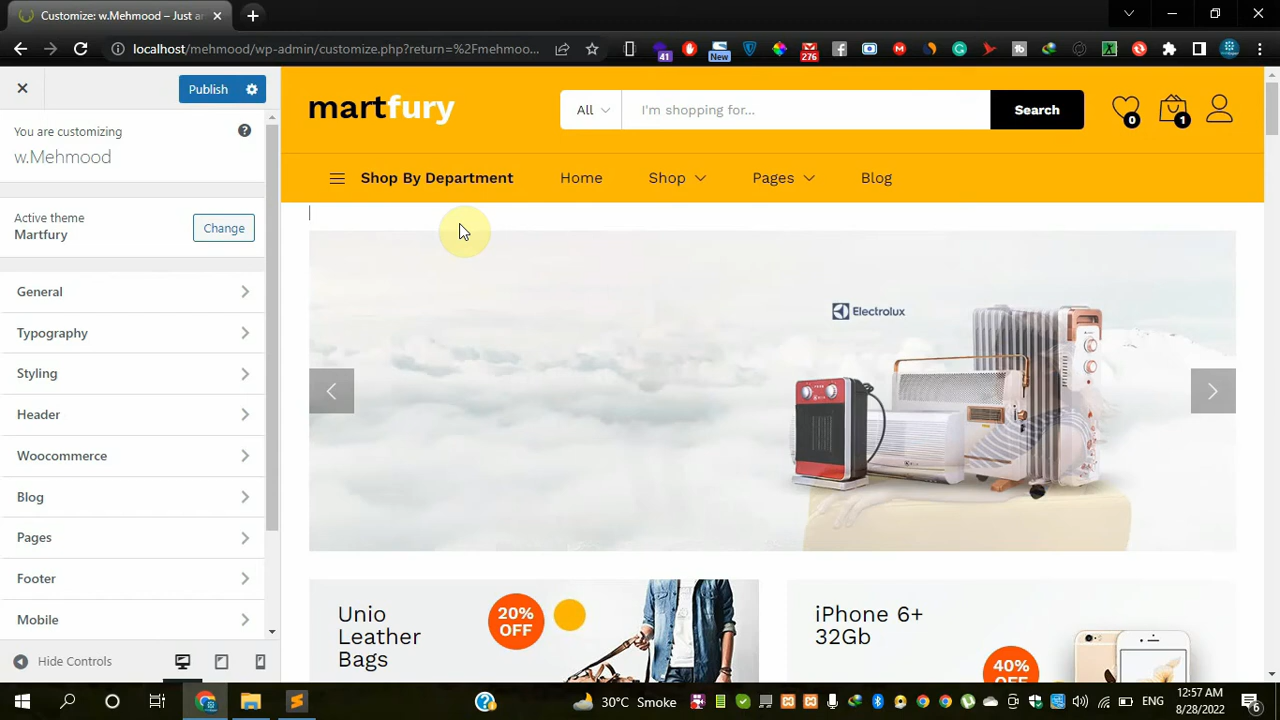 Customize: w.Mehmood – Just an
localhost/mehmood/wp-admin/customize.php?return=%2Fmehmoo...
41
New
276
Publish
You are customizing
w.Mehmood
Active theme
Martfury
Change
General
Typography
Styling
Header
Woocommerce
Blog
Pages
Footer
Mobile
Hide Controls
martfury
All
I'm shopping for...
Search
0
1
Shop By Department
Home
Shop
Pages
Blog
Electrolux
Unio
Leather
Bags
20%
OFF
iPhone 6+
32Gb
40%
OFF
30°C Smoke
ENG
12:57 AM
8/28/2022
6